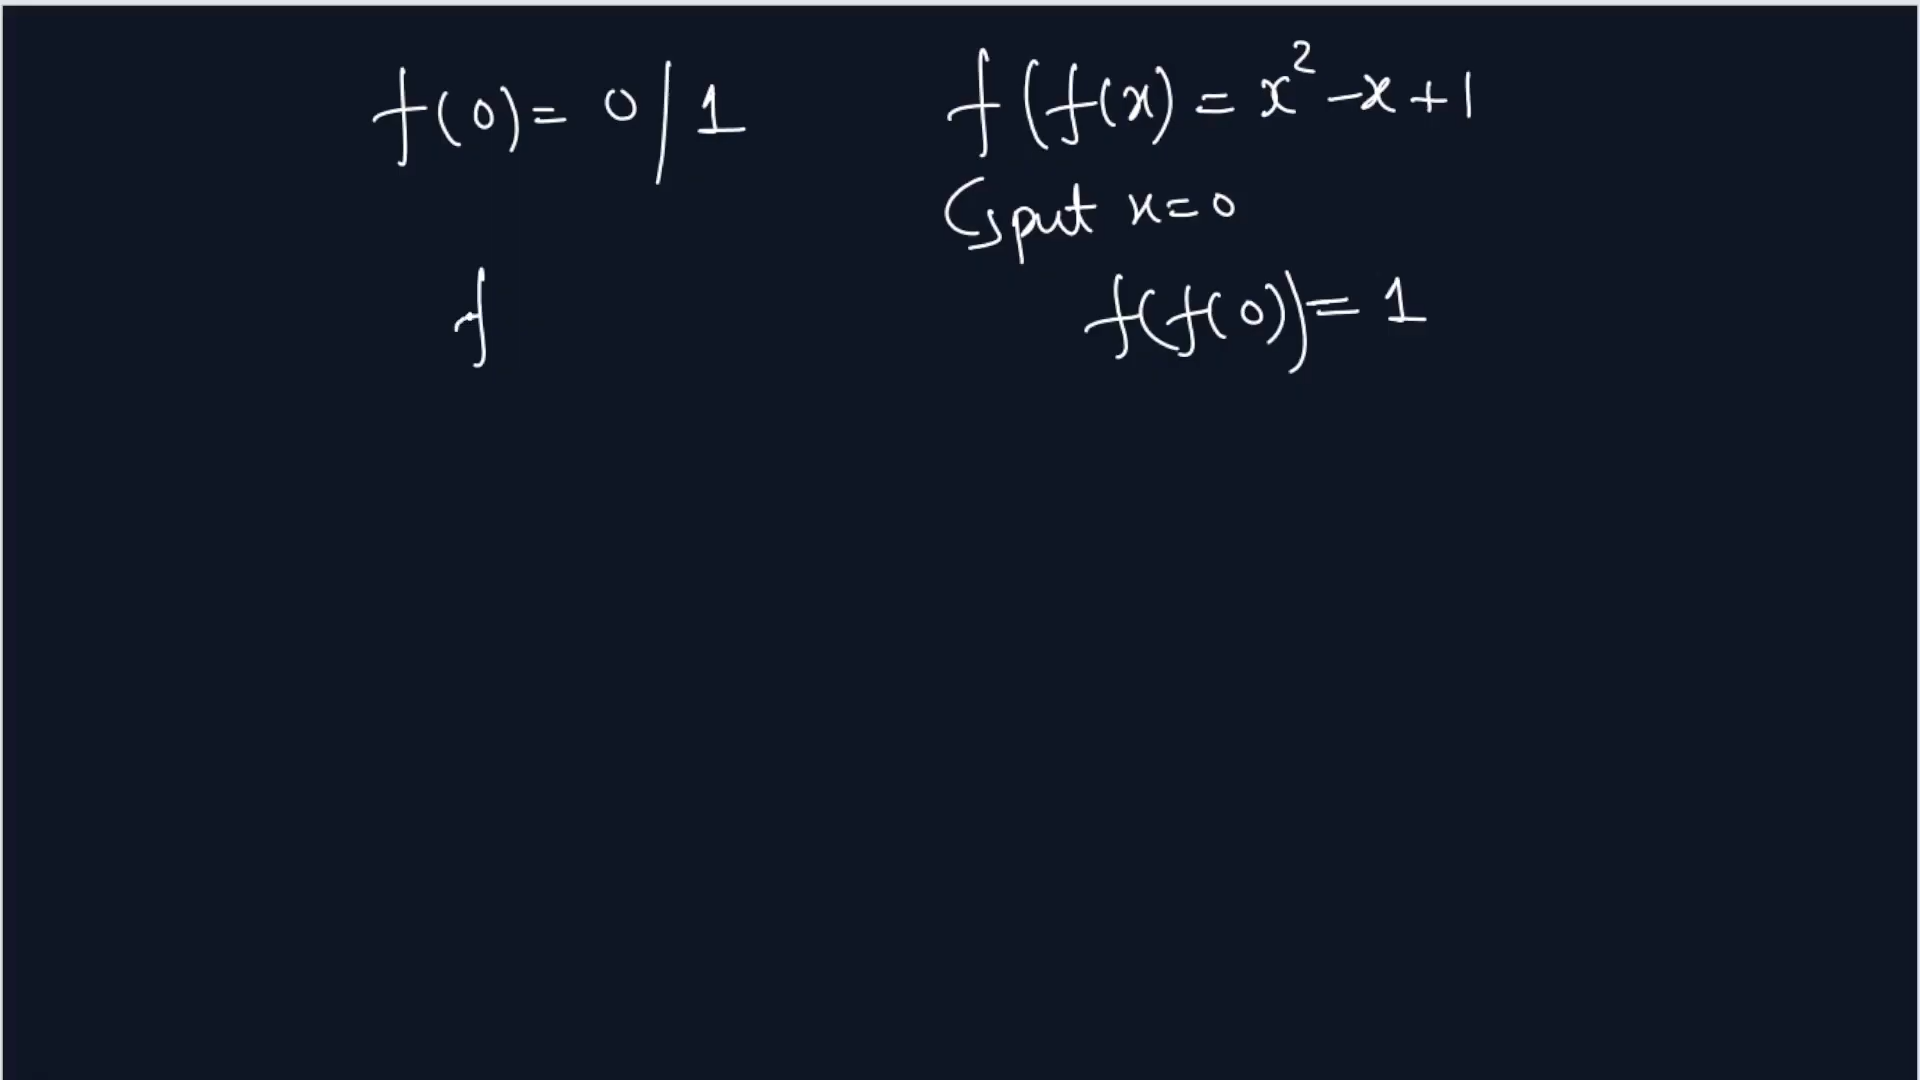 f(0) = 0/1
f(f(x) = x² -x + 1
put x = 0
f
f(f(0)) = 1